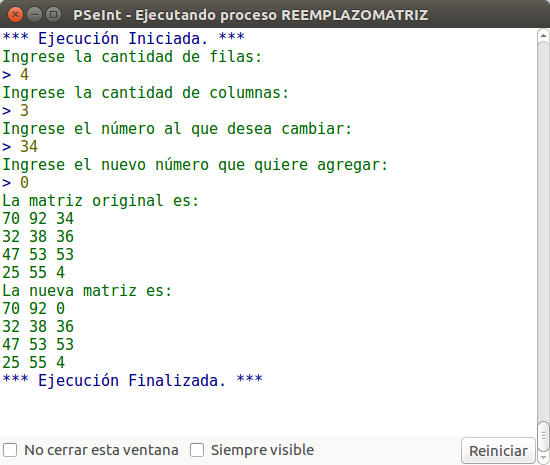 PSeInt - Ejecutando proceso REEMPLAZOMATRIZ
*** Ejecución Iniciada. ***
Ingrese la cantidad de filas:
> 4
Ingrese la cantidad de columnas:
> 3
Ingrese el número al que desea cambiar:
> 34
Ingrese el nuevo número que quiere agregar:
> 0
La matriz original es:
70 92 34
32 38 36
47 53 53
25 55 4
La nueva matriz es:
70 92 0
32 38 36
47 53 53
25 55 4
*** Ejecución Finalizada. ***
No cerrar esta ventana Siempre visible Reiniciar